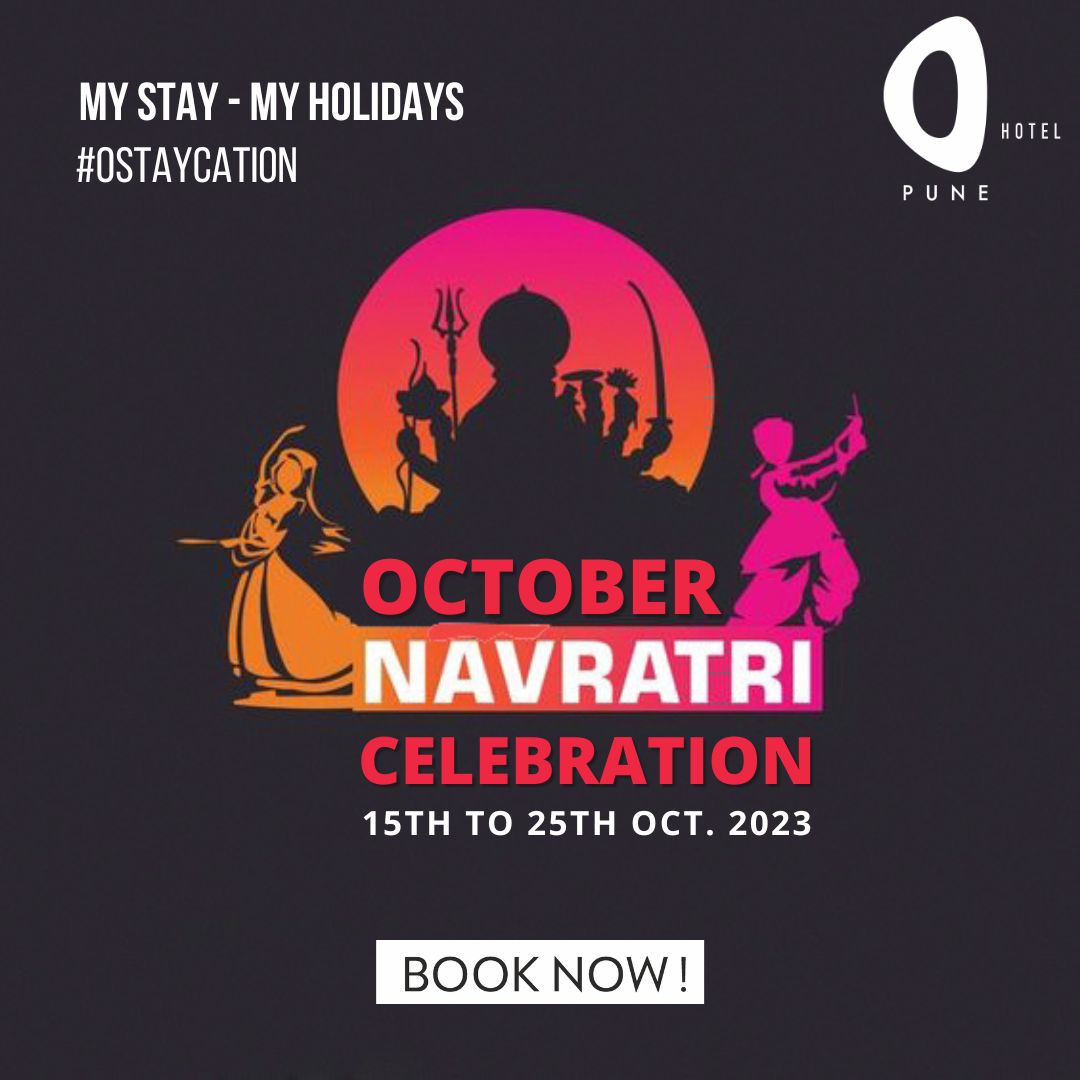 MY STAY - MY HOLIDAYS
#OSTAYCATION
O HOTEL
PUNE
OCTOBER
NAVRATRI
CELEBRATION
15TH TO 25TH OCT. 2023
BOOK NOW!